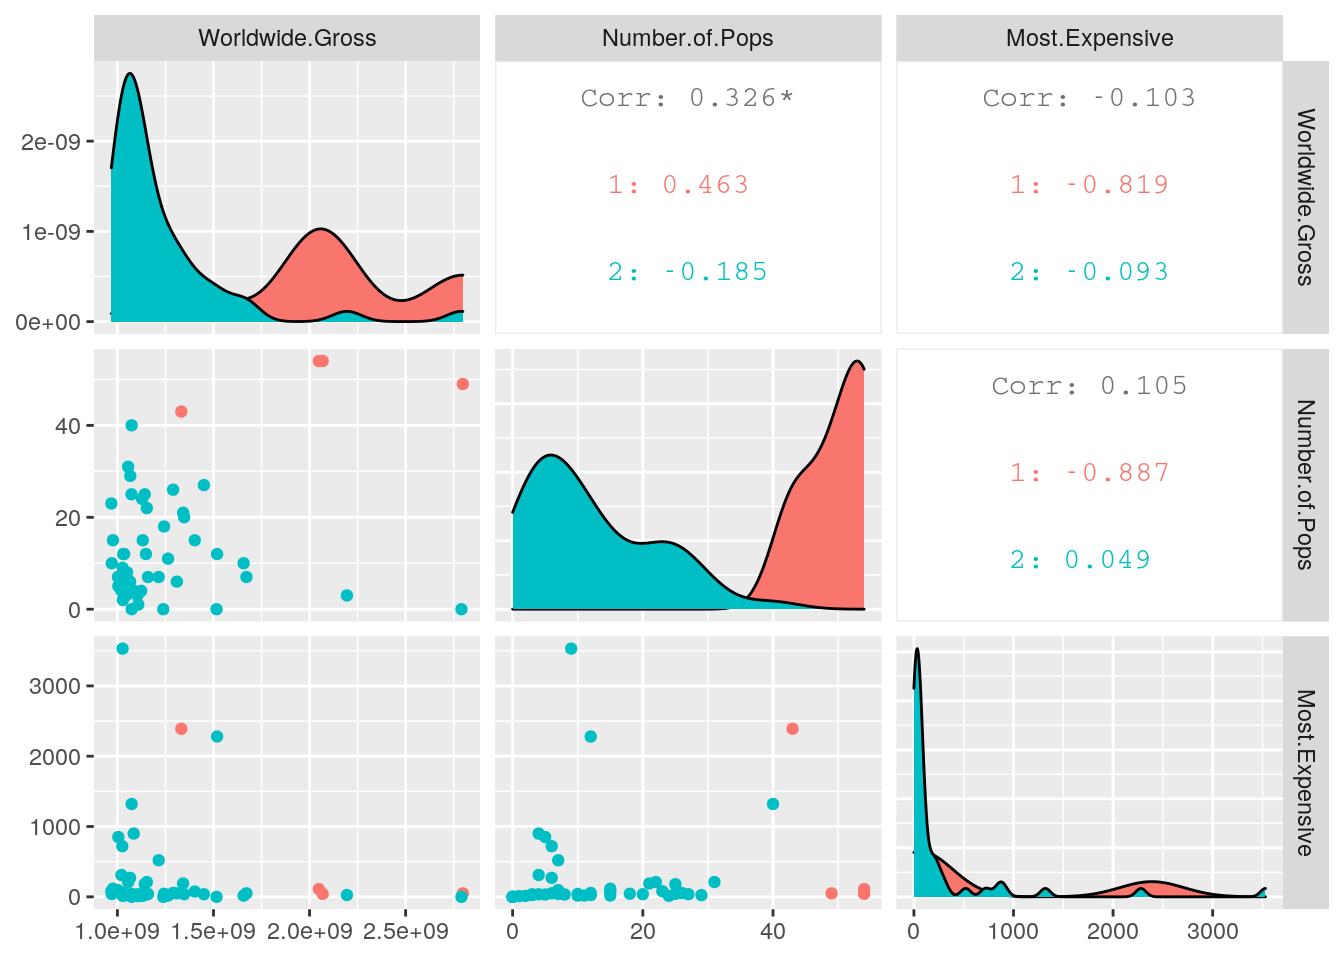 Worldwide.Gross Number.of.Pops Most.Expensive
2e-09
1e-09
0e+00
Corr: 0.326*
1: 0.463
2: -0.185
Corr: -0.103
1: -0.819
2: -0.093
Worldwide.Gross
40
20
0
Corr: 0.105
1: -0.887
2: 0.049
Number.of.Pops
3000
2000
1000
0
Most.Expensive
1.0e+09 1.5e+09 2.0e+09 2.5e+09
0 20 40
0 1000 2000 3000